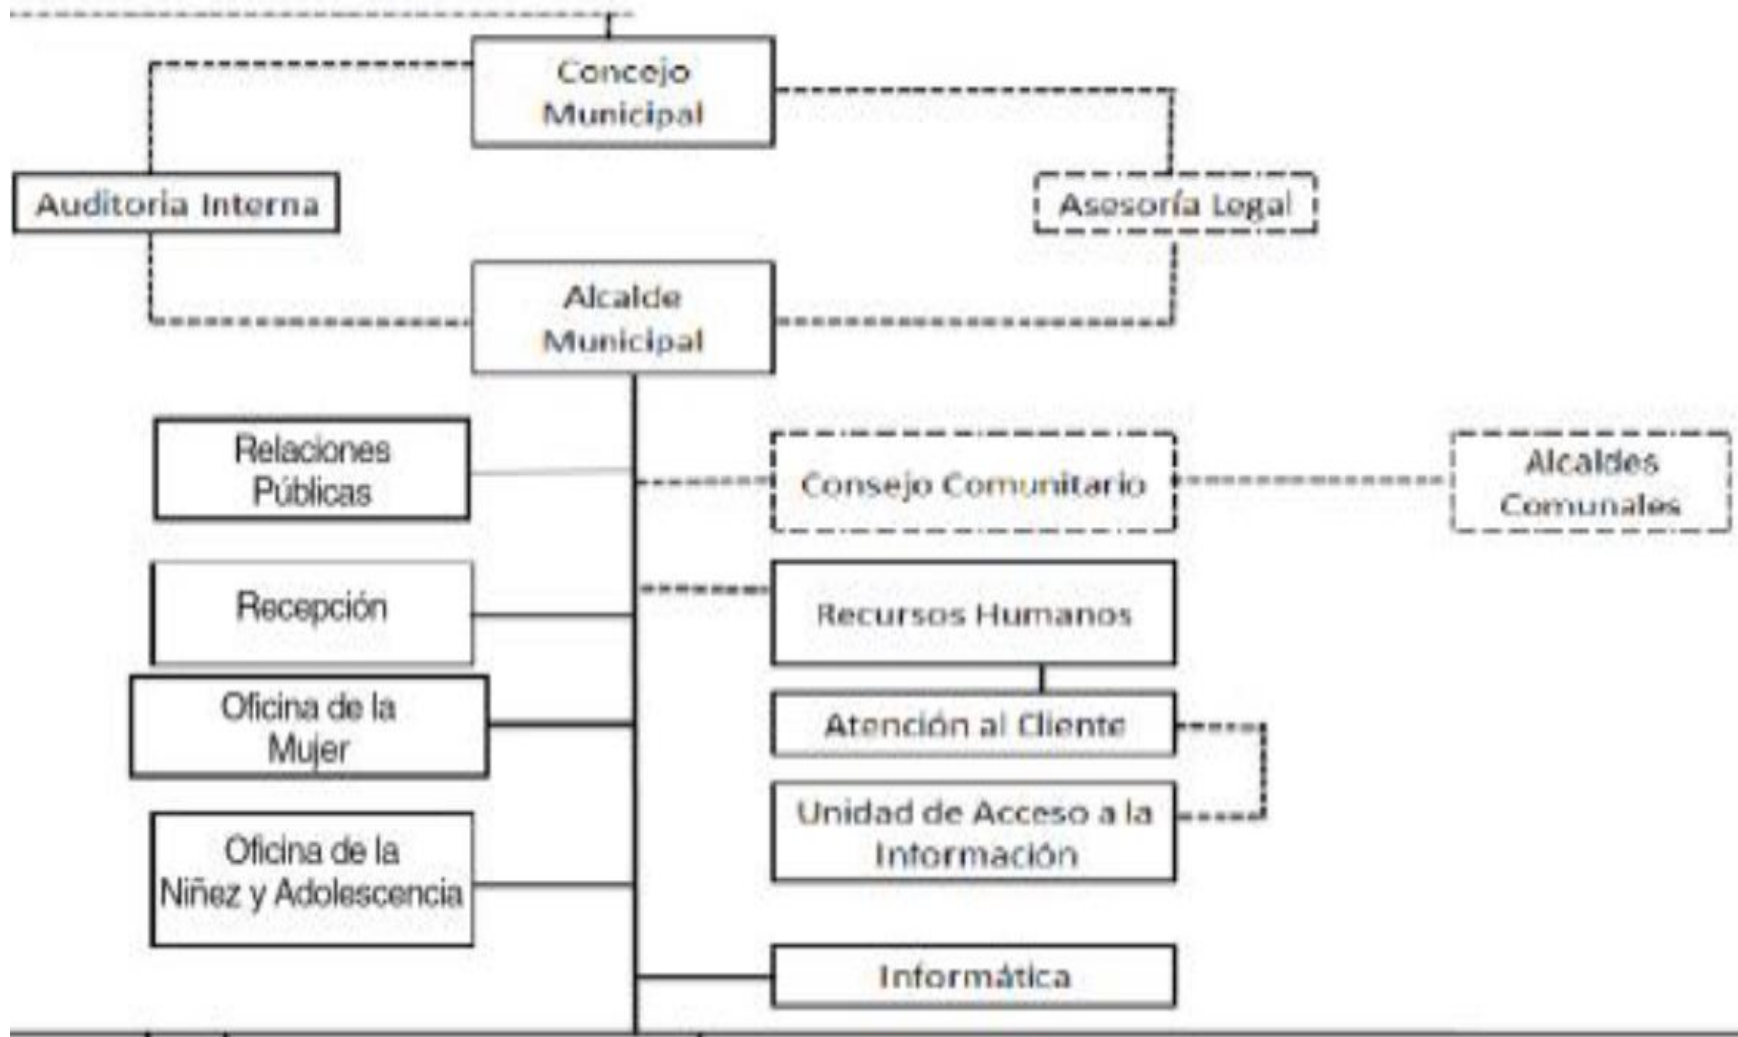 Concejo
Municipal
Auditoria Interna
Asesoría Legal
Alcalde
Municipal
Relaciones
Públicas
Consejo Comunitario
Alcaldes
Comunales
Recepción
Recursos Humanos
Oficina de la
Mujer
Atención al Cliente
Unidad de Acceso a la
Información
Oficina de la
Niñez y Adolescencia
Informática